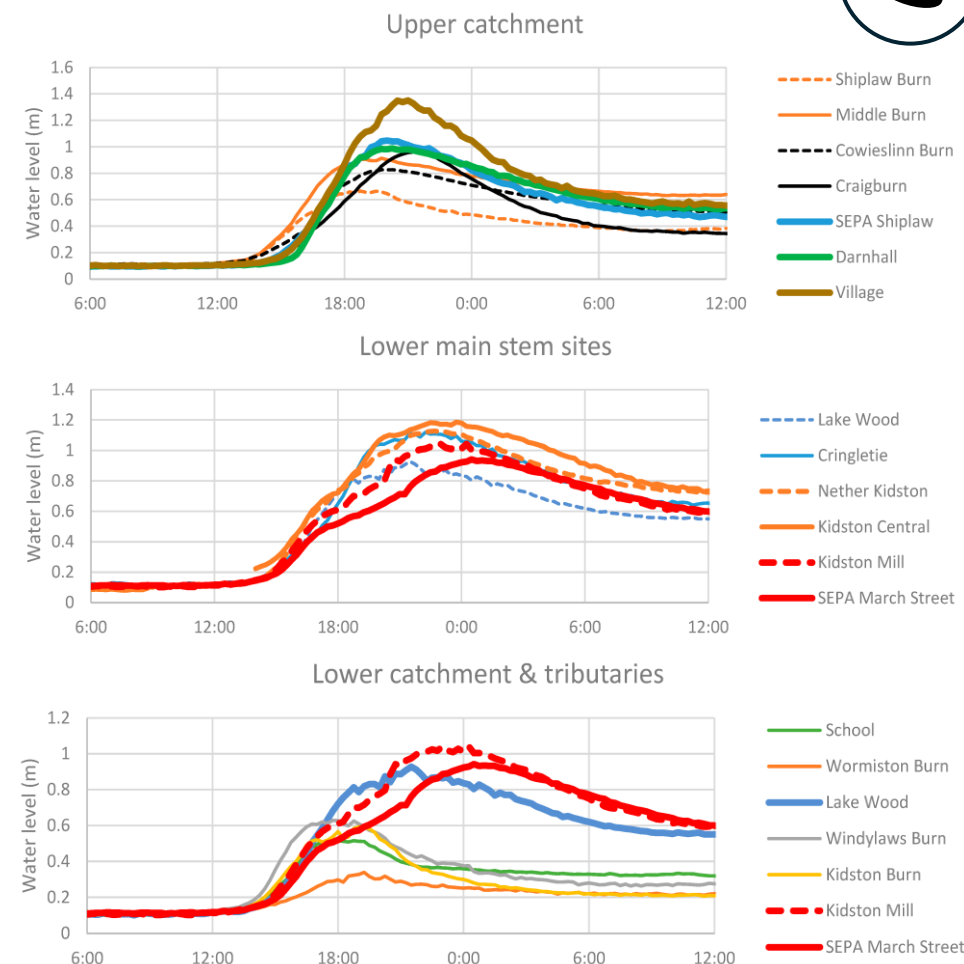 Upper catchment
1.6
1.4
1.2
1
0.8
0.6
0.4
0.2
0
Water level (m)
6:00 12:00 18:00 0:00 6:00 12:00
Shiplaw Burn
Middle Burn
Cowieslinn Burn
Craigburn
SEPA Shiplaw
Darnhall
Village
Lower main stem sites
1.4
1.2
1
0.8
0.6
0.4
0.2
0
Water level (m)
6:00 12:00 18:00 0:00 6:00 12:00
Lake Wood
Cringletie
Nether Kidston
Kidston Central
Kidston Mill
SEPA March Street
Lower catchment & tributaries
1.2
1
0.8
0.6
0.4
0.2
0
Water level (m)
6:00 12:00 18:00 0:00 6:00 12:00
School
Wormiston Burn
Lake Wood
Windylaws Burn
Kidston Burn
Kidston Mill
SEPA March Street